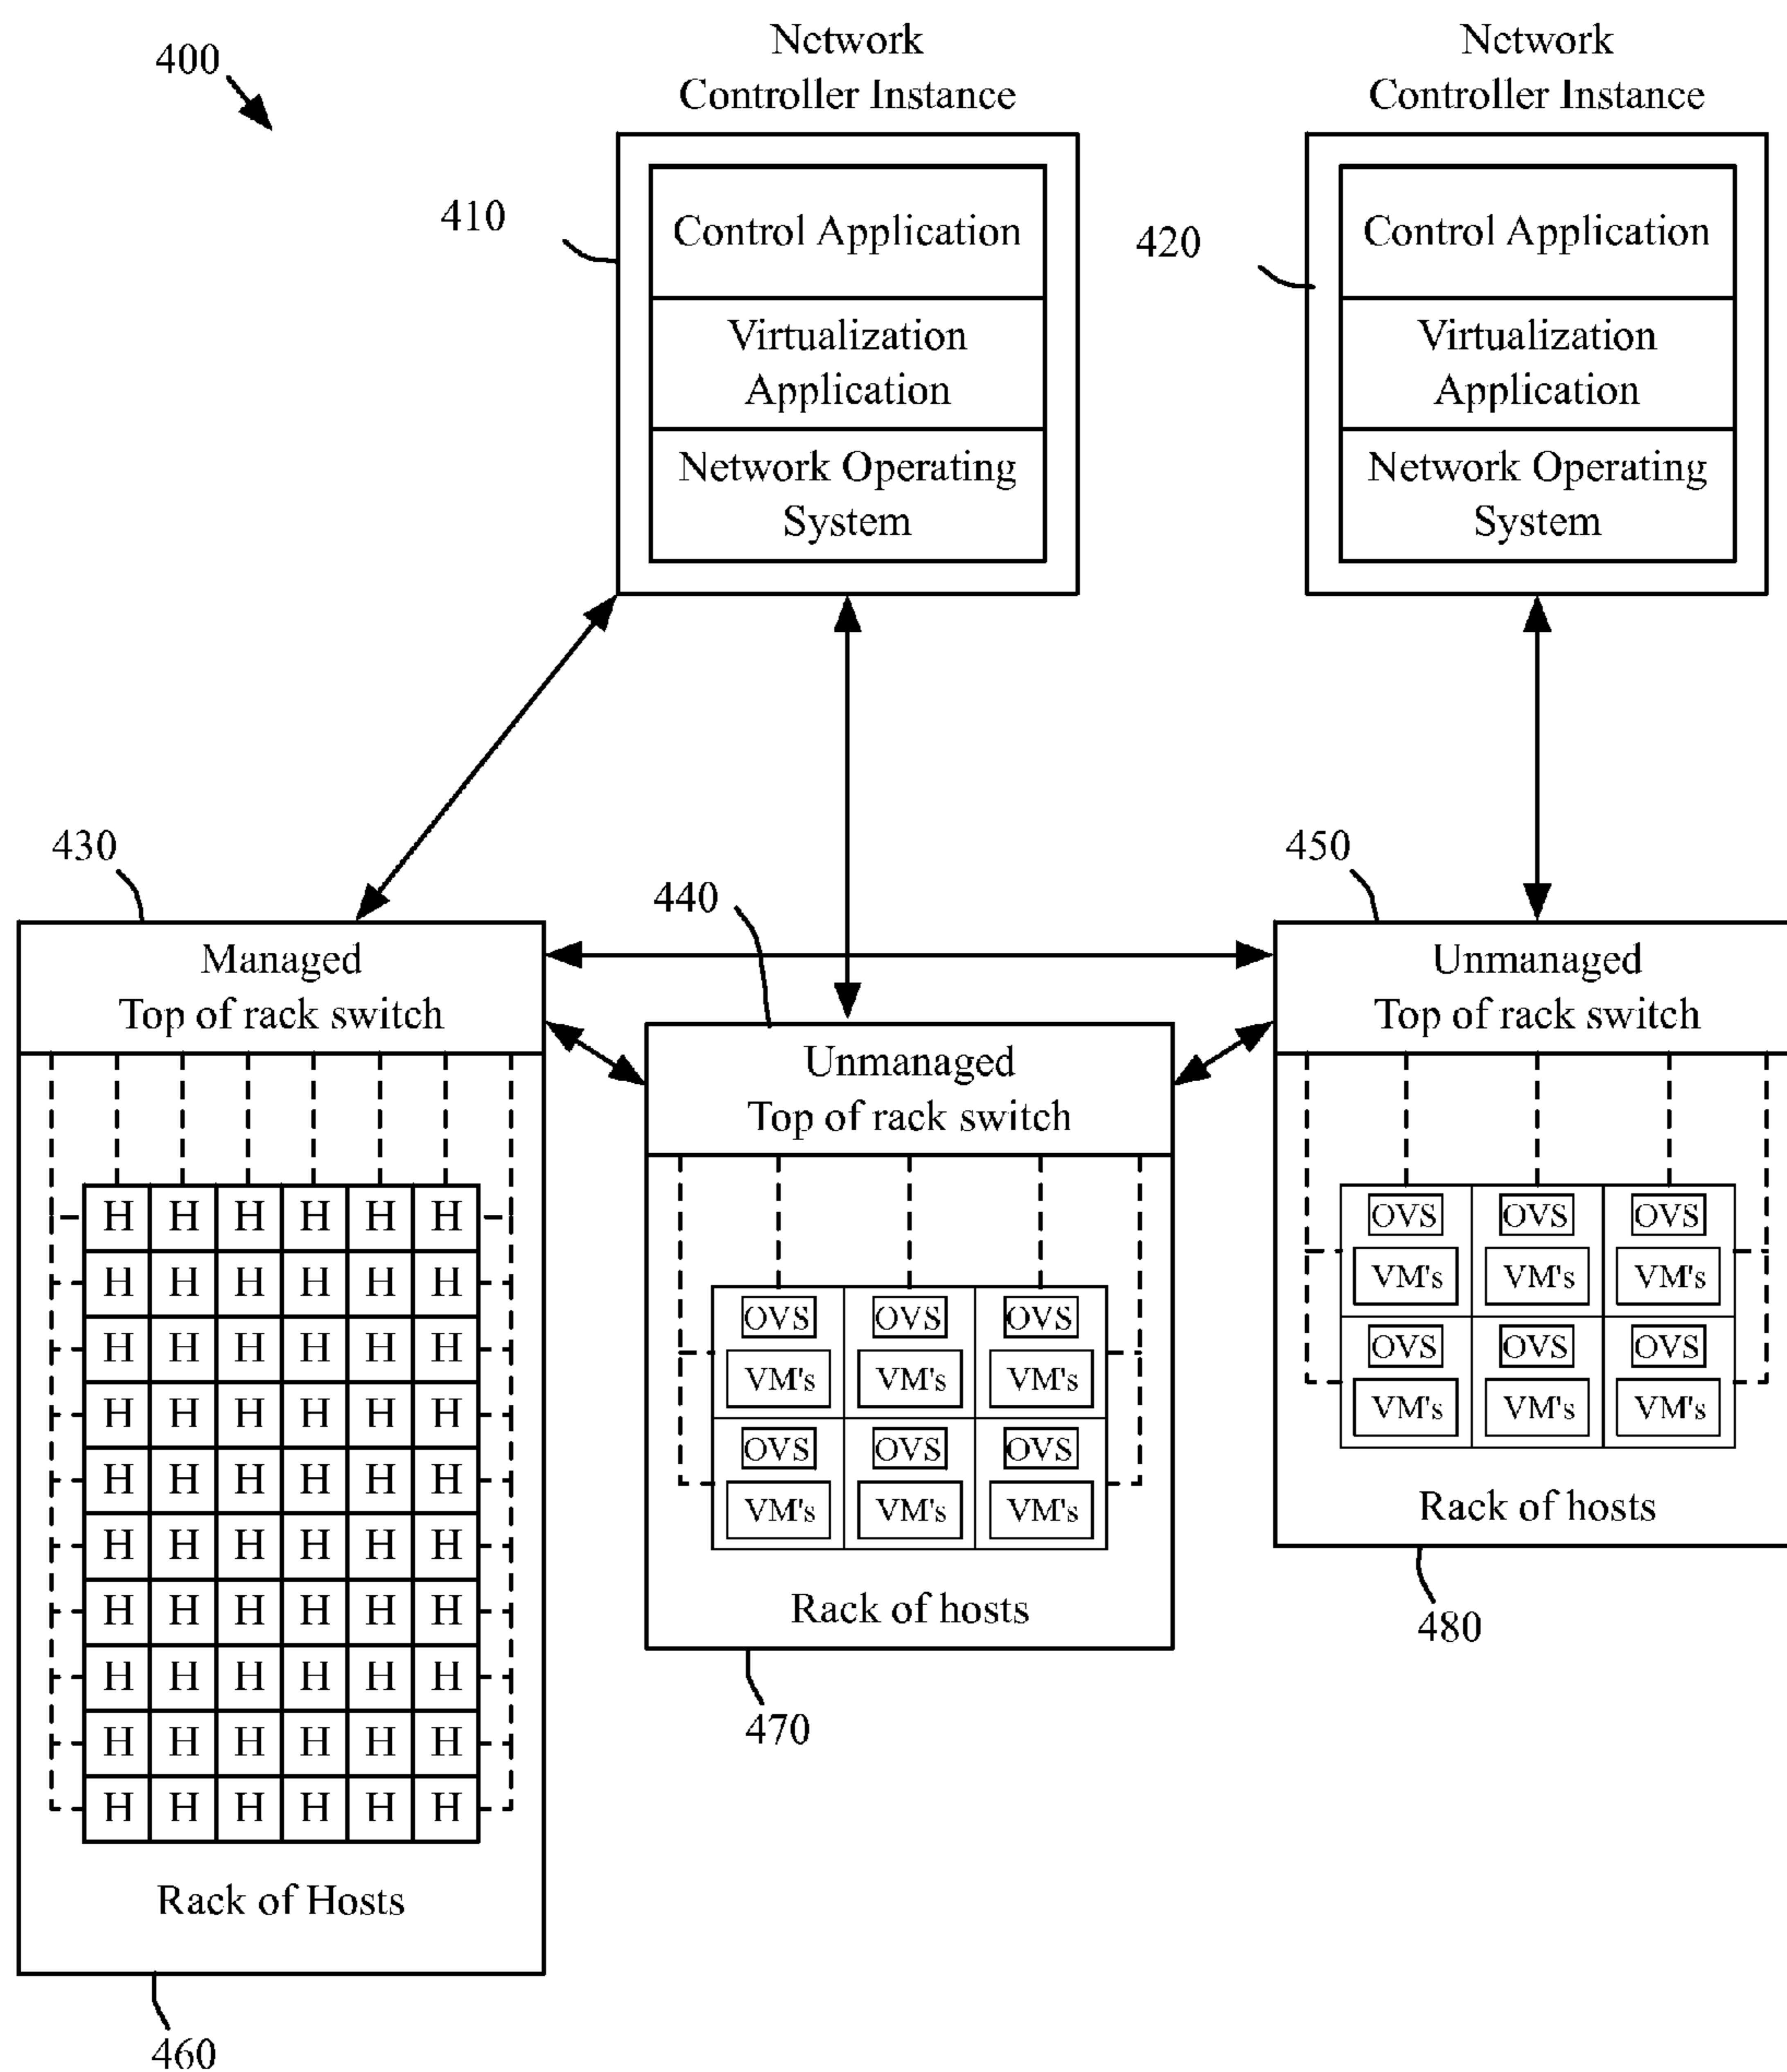 400
Network
Controller Instance
Network
Controller Instance
410
Control Application
Virtualization
Application
Network Operating
System
420
Control Application
Virtualization
Application
Network Operating
System
430
Managed
Top of rack switch
440
Unmanaged
Top of rack switch
450
Unmanaged
Top of rack switch
H H H H H H
H H H H H H
H H H H H H
H H H H H H
H H H H H H
H H H H H H
H H H H H H
H H H H H H
H H H H H H
H H H H H H
Rack of Hosts
460
OVS OVS OVS
VM's VM's VM's
OVS OVS OVS
VM's VM's VM's
Rack of hosts
470
OVS OVS OVS
VM's VM's VM's
OVS OVS OVS
VM's VM's VM's
Rack of hosts
480